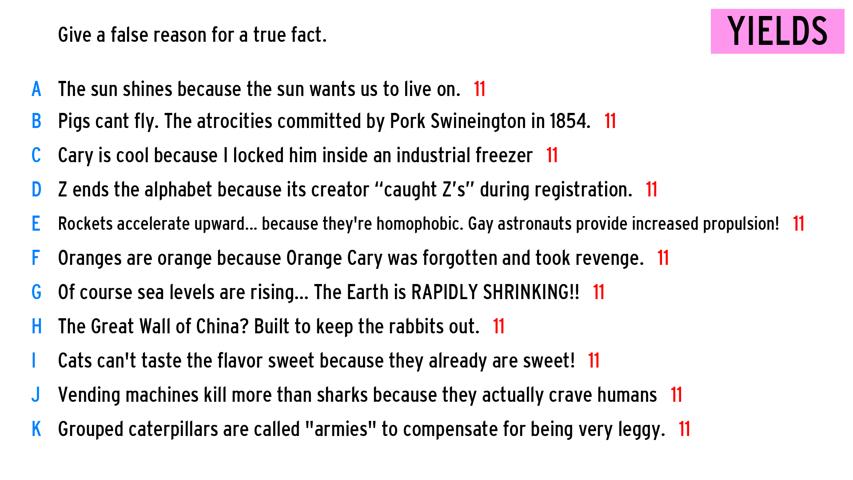 Give a false reason for a true fact.
YIELDS
A The sun shines because the sun wants us to live on. 11
B Pigs cant fly. The atrocities committed by Pork Swineington in 1854. 11
C Cary is cool because I locked him inside an industrial freezer 11
D Z ends the alphabet because its creator “caught Z’s” during registration. 11
E Rockets accelerate upward... because they're homophobic. Gay astronauts provide increased propulsion! 11
F Oranges are orange because Orange Cary was forgotten and took revenge. 11
G Of course sea levels are rising... The Earth is RAPIDLY SHRINKING!! 11
H The Great Wall of China? Built to keep the rabbits out. 11
I Cats can't taste the flavor sweet because they already are sweet! 11
J Vending machines kill more than sharks because they actually crave humans 11
K Grouped caterpillars are called "armies" to compensate for being very leggy. 11